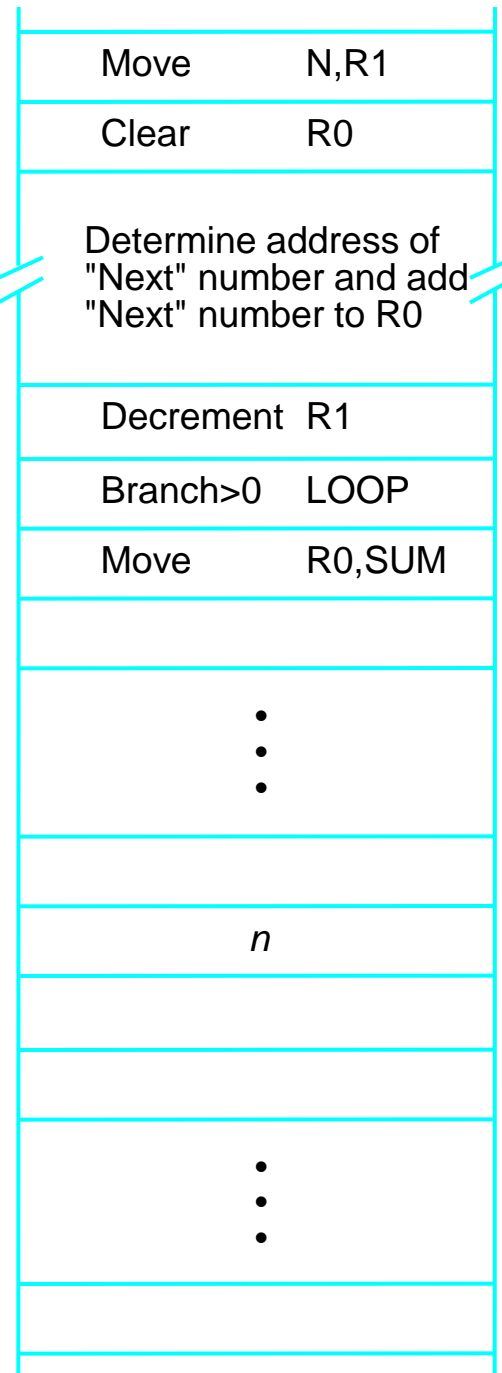 Move N,R1
Clear R0
Determine address of
"Next" number and add
"Next" number to R0
Decrement R1
Branch>0 LOOP
Move R0,SUM
•
•
•
n
•
•
•